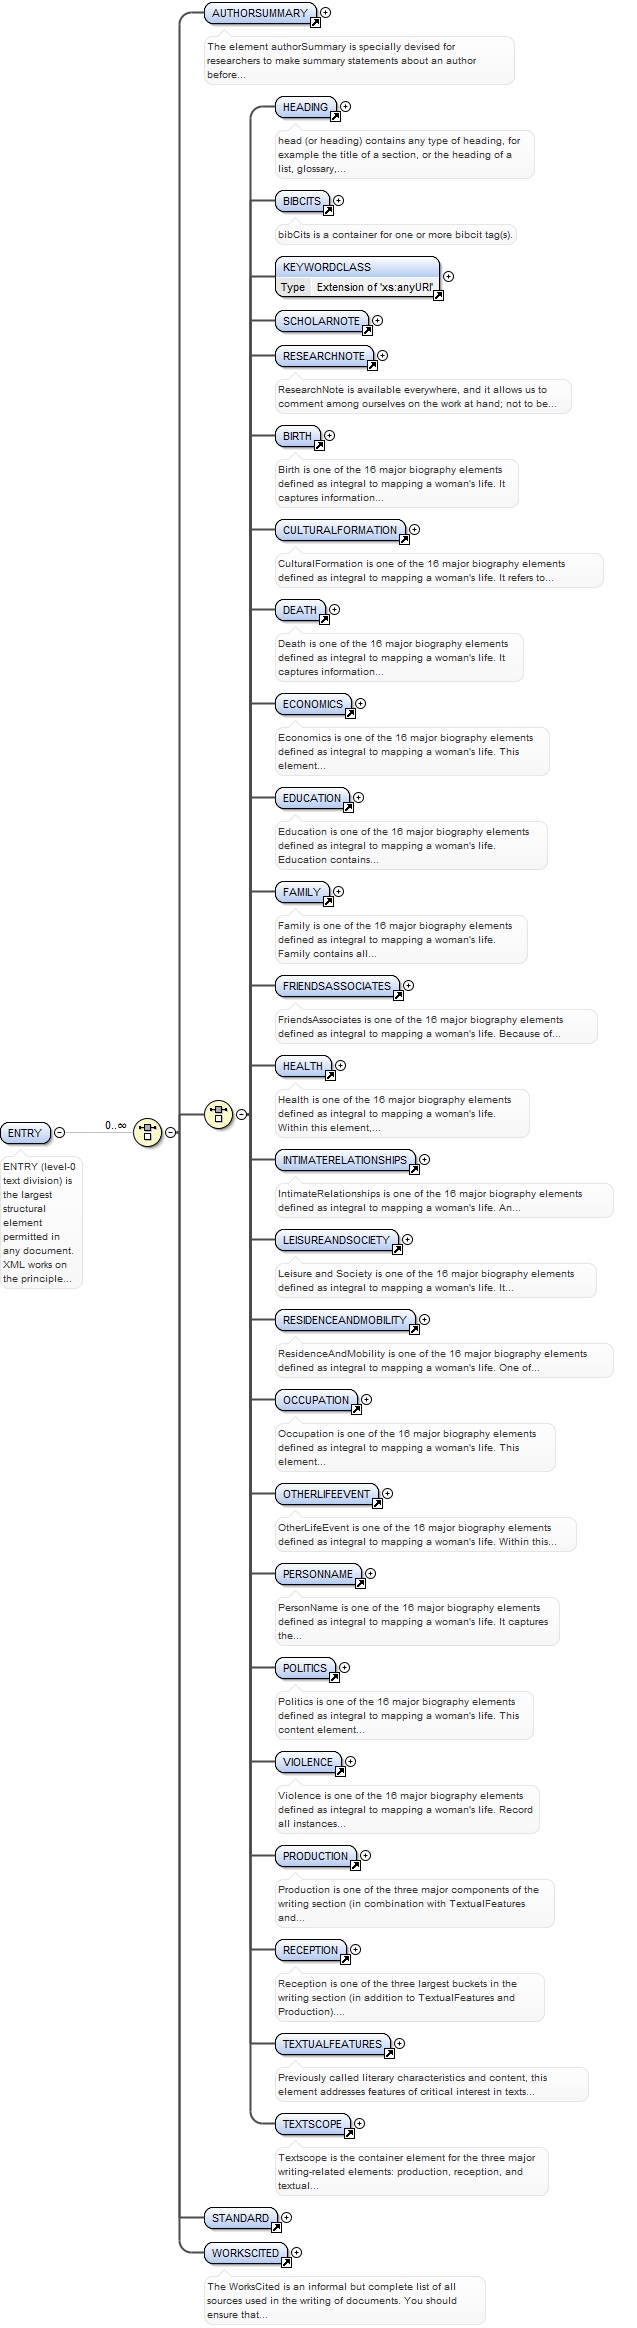 AUTHORSUMMARY
The element authorSummary is specially devised for
researchers to make summary statements about an author
before...
HEADING
head (or heading) contains any type of heading, for
example the title of a section, or the heading of a
list, glossary,...
BIBCITS
bibCits is a container for one or more bibcit tag(s).
KEYWORDCLASS
Type Extension of 'xs:anyURI'
SCHOLARNOTE
RESEARCHNOTE
ResearchNote is available everywhere, and it allows us to
comment among ourselves on the work at hand; not to be...
BIRTH
Birth is one of the 16 major biography elements
defined as integral to mapping a woman's life. It
captures information...
CULTURALFORMATION
CulturalFormation is one of the 16 major biography elements
defined as integral to mapping a woman's life. It refers to...
DEATH
Death is one of the 16 major biography elements
defined as integral to mapping a woman's life. It
captures information...
ECONOMICS
Economics is one of the 16 major biography elements
defined as integral to mapping a woman's life. This
element...
EDUCATION
Education is one of the 16 major biography elements
defined as integral to mapping a woman's life.
Education contains...
FAMILY
Family is one of the 16 major biography elements
defined as integral to mapping a woman's life.
Family contains all...
FRIENDSASSOCIATES
FriendsAssociates is one of the 16 major biography elements
defined as integral to mapping a woman's life. Because of...
HEALTH
Health is one of the 16 major biography elements
defined as integral to mapping a woman's life.
Within this element,...
ENTRY
0..∞
ENTRY (level-0
text division) is
the largest
structural
element
permitted in
any document.
XML works on
the principle...
INTIMATERELATIONSHIPS
IntimateRelationships is one of the 16 major biography elements
defined as integral to mapping a woman's life. An...
LEISUREANDSOCIETY
Leisure and Society is one of the 16 major biography elements
defined as integral to mapping a woman's life. It...
RESIDENCEANDMOBILITY
ResidenceAndMobility is one of the 16 major biography elements
defined as integral to mapping a woman's life. One of...
OCCUPATION
Occupation is one of the 16 major biography elements
defined as integral to mapping a woman's life. This
element...
OTHERLIFEEVENT
OtherLifeEvent is one of the 16 major biography elements
defined as integral to mapping a woman's life. Within this...
PERSONNAME
PersonName is one of the 16 major biography elements
defined as integral to mapping a woman's life. It captures
the...
POLITICS
Politics is one of the 16 major biography elements
defined as integral to mapping a woman's life. This
content element...
VIOLENCE
Violence is one of the 16 major biography elements
defined as integral to mapping a woman's life. Record
all instances...
PRODUCTION
Production is one of the three major components of the
writing section (in combination with TextualFeatures
and...
RECEPTION
Reception is one of the three largest buckets in the
writing section (in addition to TextualFeatures and
Production)....
TEXTUALFEATURES
Previously called literary characteristics and content, this
element addresses features of critical interest in texts...
TEXTSCOPE
Textscope is the container element for the three major
writing-related elements: production, reception, and
textual...
STANDARD
WORKSCITED
The WorksCited is an informal but complete list of all
sources used in the writing of documents. You should
ensure that...